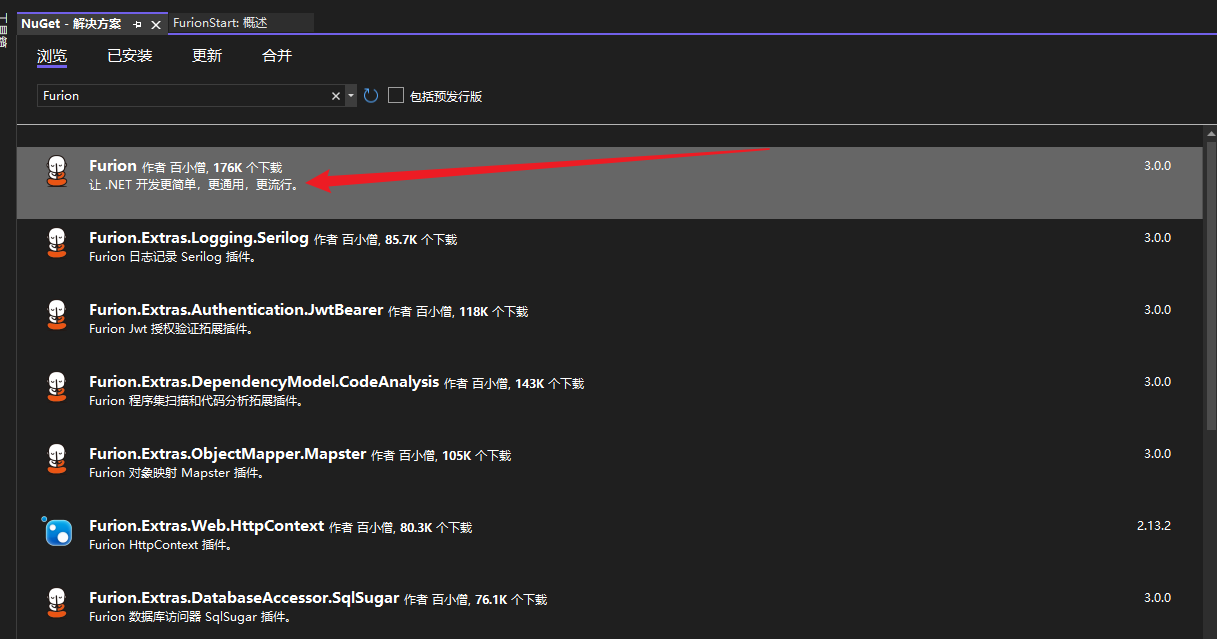 NuGet - 解决方案
FurionStart: 概述
浏览 已安装 更新 合并
Furion
包括预发行版
Furion 作者 百小僧, 176K 个下载 3.0.0
让 .NET 开发更简单，更通用，更流行。
Furion.Extras.Logging.Serilog 作者 百小僧, 85.7K 个下载 3.0.0
Furion 日志记录 Serilog 插件。
Furion.Extras.Authentication.JwtBearer 作者 百小僧, 118K 个下载 3.0.0
Furion Jwt 授权验证拓展插件。
Furion.Extras.DependencyModel.CodeAnalysis 作者 百小僧, 143K 个下载 3.0.0
Furion 程序集扫描和代码分析拓展插件。
Furion.Extras.ObjectMapper.Mapster 作者 百小僧, 105K 个下载 3.0.0
Furion 对象映射 Mapster 插件。
Furion.Extras.Web.HttpContext 作者 百小僧, 80.3K 个下载 2.13.2
Furion HttpContext 插件。
Furion.Extras.DatabaseAccessor.SqlSugar 作者 百小僧, 76.1K 个下载 3.0.0
Furion 数据库访问器 SqlSugar 插件。